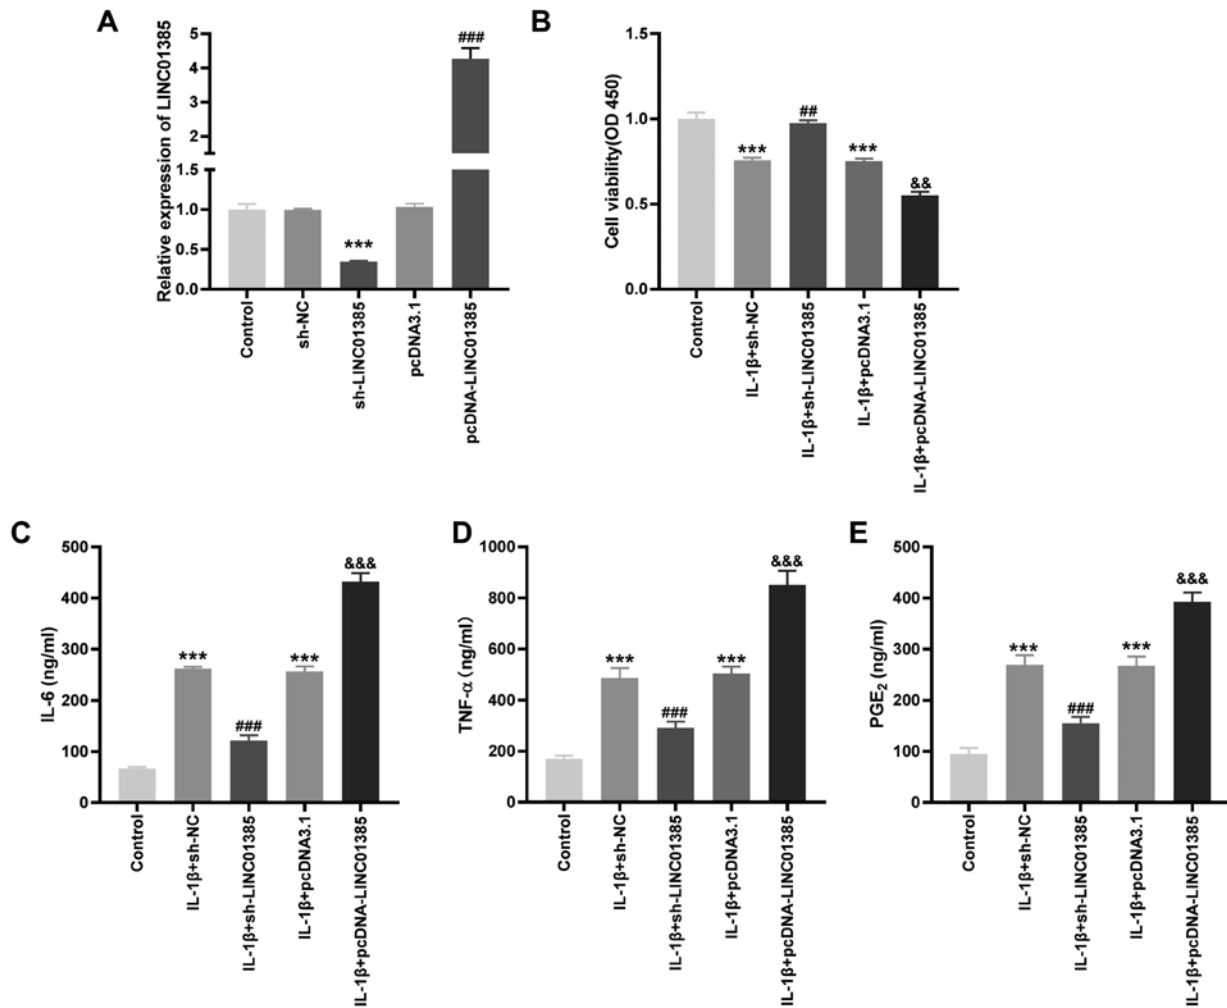 A
Relative expression of LINC01385
5
4
3
2
1.5
1.0
0.5
0.0
***
###
Control
sh-NC
sh-LINC01385
pcDNA3.1
pcDNA-LINC01385
B
Cell viability(OD 450)
1.5
1.0
0.5
0.0
***
##
***
&&
Control
IL-1β+sh-NC
IL-1β+sh-LINC01385
IL-1β+pcDNA3.1
IL-1β+pcDNA-LINC01385
C
IL-6 (ng/ml)
500
400
300
200
100
0
***
###
***
&&&
Control
IL-1β+sh-NC
IL-1β+sh-LINC01385
IL-1β+pcDNA3.1
IL-1β+pcDNA-LINC01385
D
TNF-α (ng/ml)
1000
800
600
400
200
0
***
###
***
&&&
Control
IL-1β+sh-NC
IL-1β+sh-LINC01385
IL-1β+pcDNA3.1
IL-1β+pcDNA-LINC01385
E
PGE₂ (ng/ml)
500
400
300
200
100
0
***
###
***
&&&
Control
IL-1β+sh-NC
IL-1β+sh-LINC01385
IL-1β+pcDNA3.1
IL-1β+pcDNA-LINC01385